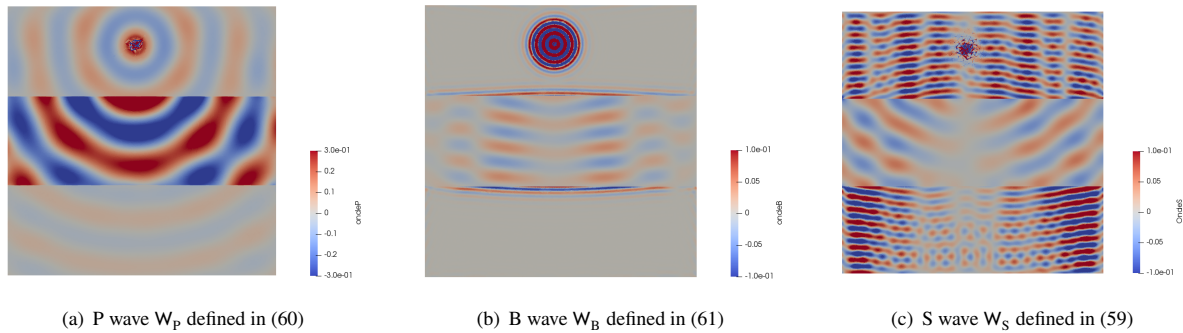 3.0e-01
0.2
0.1
0
-0.1
-0.2
-3.0e-01
ondeP
1.0e-01
0.05
0
-0.05
-1.0e-01
ondeB
1.0e-01
0.05
0
-0.05
-1.0e-01
OndeS
(a) P wave W_P defined in (60)
(b) B wave W_B defined in (61)
(c) S wave W_S defined in (59)